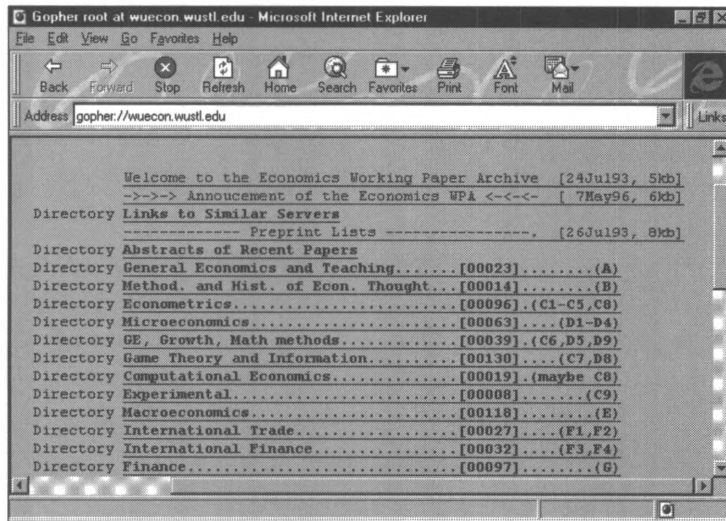 Gopher root at wuecon.wustl.edu - Microsoft Internet Explorer
File Edit View Go Favorites Help
Back Forward Stop Refresh Home Search Favorites Print Font Mail
Address gopher://wuecon.wustl.edu Links
Welcome to the Economics Working Paper Archive [24Jul93, 5kb]
->->-> Annoucement of the Economics WPA <-<-<- [ 7May96, 6kb]
Directory Links to Similar Servers
------------- Preprint Lists ----------------. [26Jul93, 8kb]
Directory Abstracts of Recent Papers
Directory General Economics and Teaching.......[00023]........(A)
Directory Method. and Hist. of Econ. Thought...[00014]........(B)
Directory Econometrics.........................[00096].(C1-C5,C8)
Directory Microeconomics.......................[00063]....(D1-D4)
Directory GE, Growth, Math methods.............[00039].(C6,D5,D9)
Directory Game Theory and Information..........[00130]....(C7,D8)
Directory Computational Economics..............[00019].(maybe C8)
Directory Experimental.........................[00008].......(C9)
Directory Macroeconomics.......................[00118]........(E)
Directory International Trade..................[00027]....(F1,F2)
Directory International Finance................[00032]....(F3,F4)
Directory Finance..............................[00097]........(G)